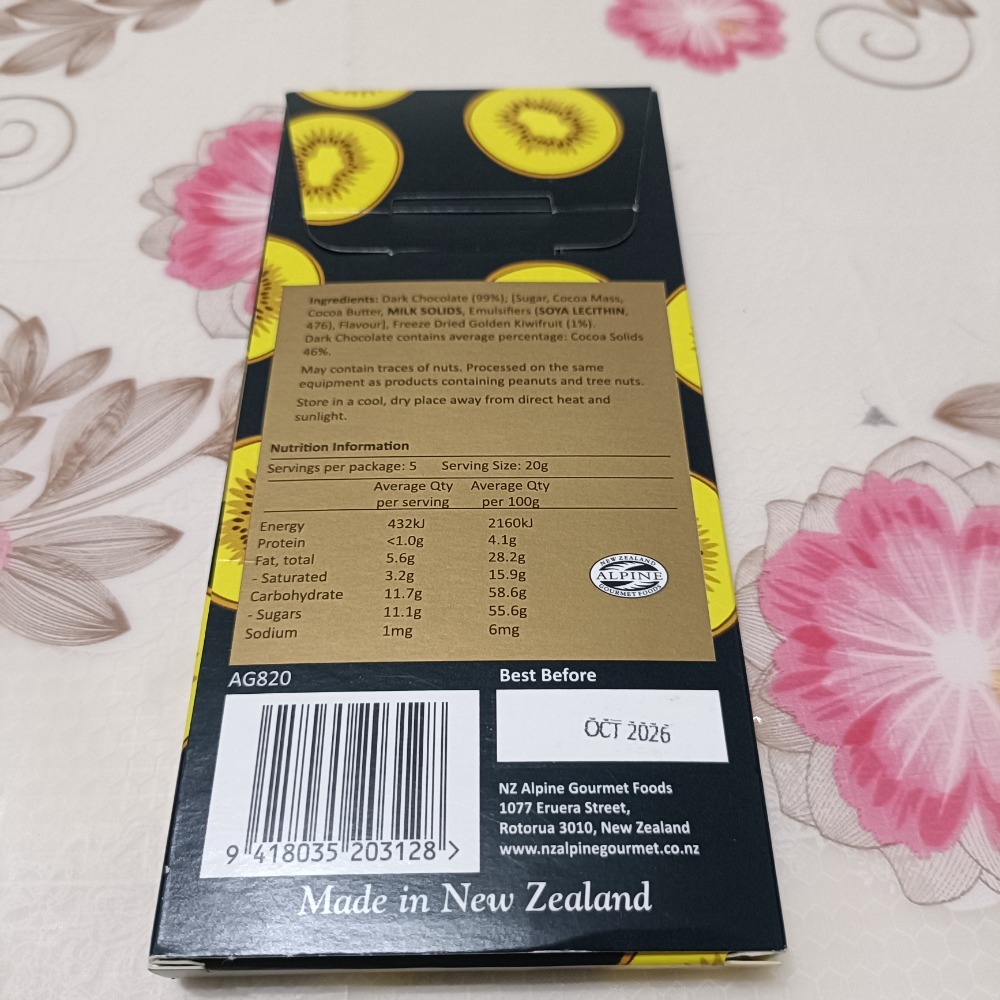 Ingredients: Dark Chocolate (99%); [Sugar, Cocoa Mass,
Cocoa Butter, MILK SOLIDS, Emulsifiers (SOYA LECITHIN,
476), Flavour], Freeze Dried Golden Kiwifruit (1%).
Dark Chocolate contains average percentage: Cocoa Solids
46%.
May contain traces of nuts. Processed on the same
equipment as products containing peanuts and tree nuts.
Store in a cool, dry place away from direct heat and
sunlight.
Nutrition Information
Servings per package: 5 Serving Size: 20g
Average Qty Average Qty
per serving per 100g
Energy 432kJ 2160kJ
Protein <1.0g 4.1g
Fat, total 5.6g 28.2g
- Saturated 3.2g 15.9g
Carbohydrate 11.7g 58.6g
- Sugars 11.1g 55.6g
Sodium 1mg 6mg
NEW ZEALAND
ALPINE
GOURMET FOODS
AG820
Best Before
OCT 2026
NZ Alpine Gourmet Foods
1077 Eruera Street,
Rotorua 3010, New Zealand
www.nzalpinegourmet.co.nz
9 418035 203128 >
Made in New Zealand